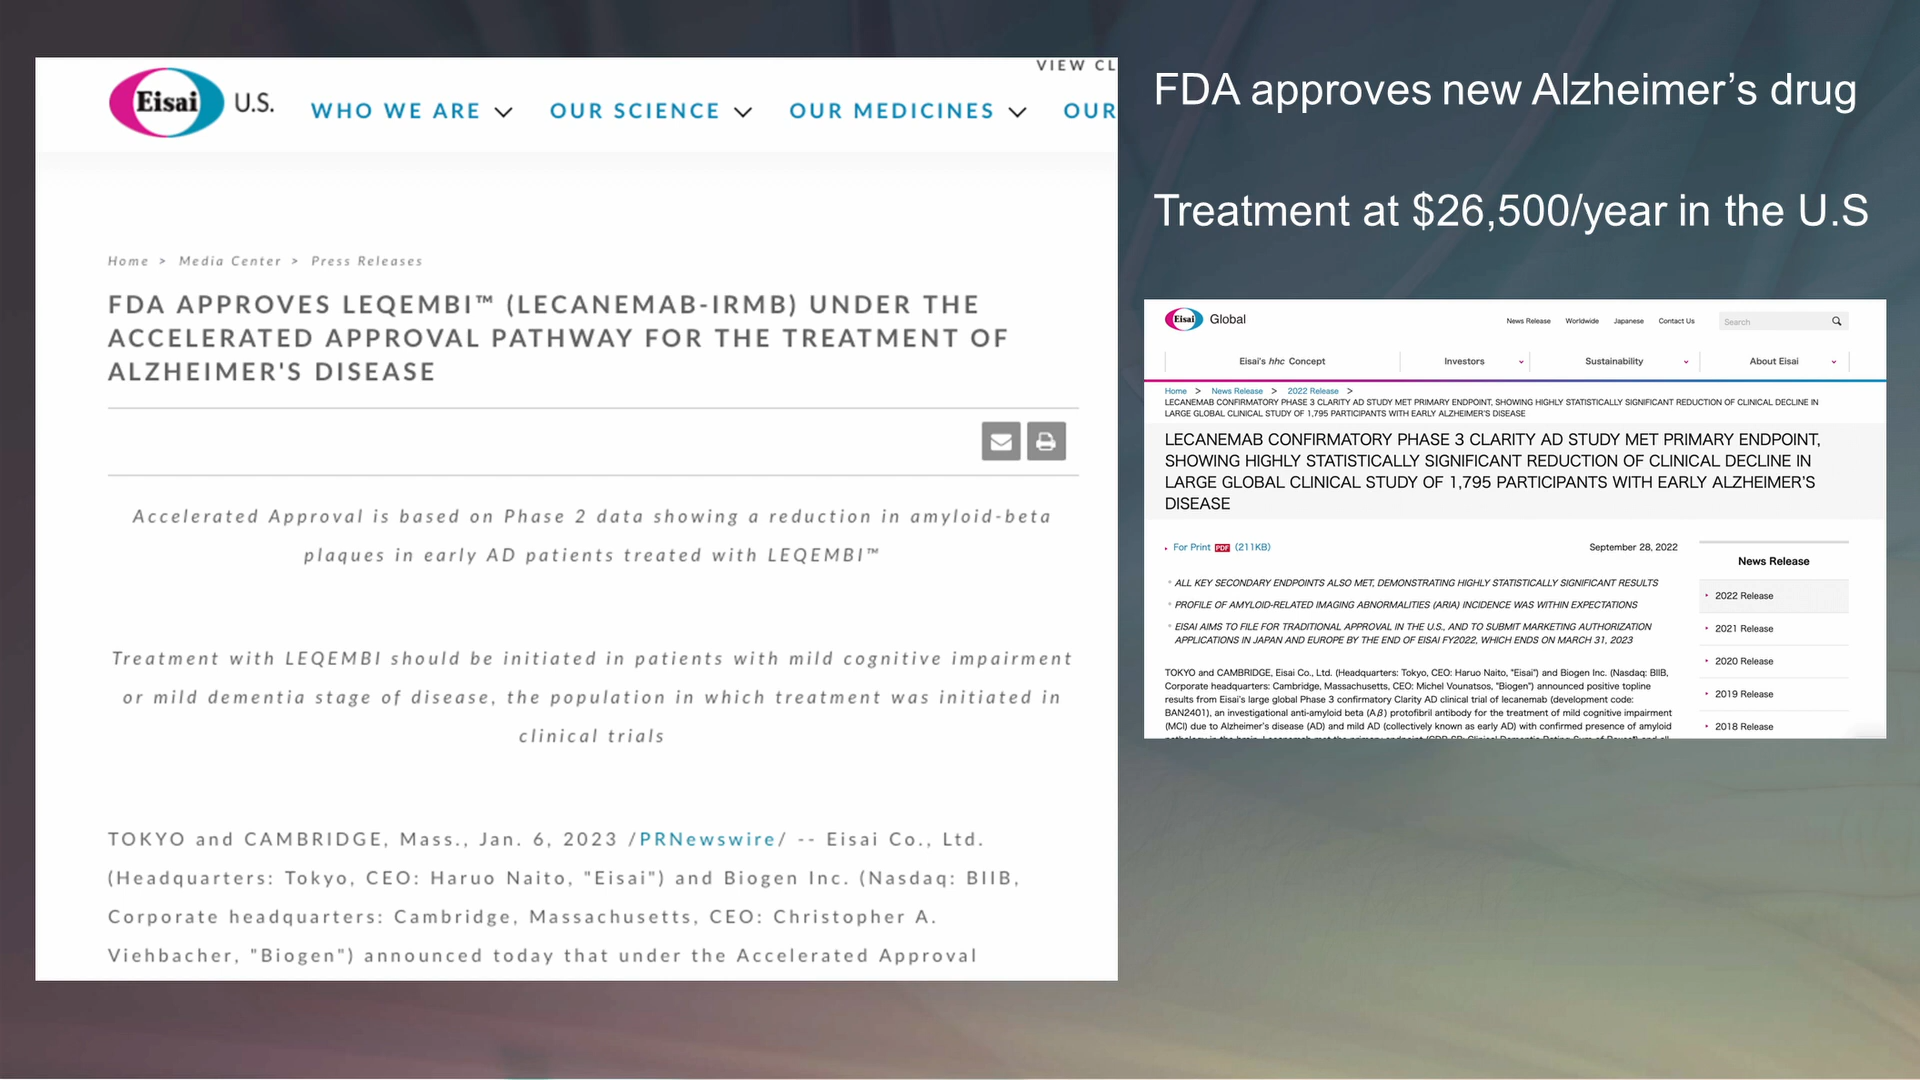 VIEW CL
Eisai U.S.
WHO WE ARE
OUR SCIENCE
OUR MEDICINES
OUR
Home > Media Center > Press Releases
FDA APPROVES LEQEMBI™ (LECANEMAB-IRMB) UNDER THE
ACCELERATED APPROVAL PATHWAY FOR THE TREATMENT OF
ALZHEIMER'S DISEASE
Accelerated Approval is based on Phase 2 data showing a reduction in amyloid-beta
plaques in early AD patients treated with LEQEMBI™
Treatment with LEQEMBI should be initiated in patients with mild cognitive impairment
or mild dementia stage of disease, the population in which treatment was initiated in
clinical trials
TOKYO and CAMBRIDGE, Mass., Jan. 6, 2023 /PRNewswire/ -- Eisai Co., Ltd.
(Headquarters: Tokyo, CEO: Haruo Naito, "Eisai") and Biogen Inc. (Nasdaq: BIIB,
Corporate headquarters: Cambridge, Massachusetts, CEO: Christopher A.
Viehbacher, "Biogen") announced today that under the Accelerated Approval
FDA approves new Alzheimer’s drug
Treatment at $26,500/year in the U.S
Eisai Global
News Release
Worldwide
Japanese
Contact Us
Search
Eisai's hhc Concept
Investors
Sustainability
About Eisai
Home > News Release > 2022 Release >
LECANEMAB CONFIRMATORY PHASE 3 CLARITY AD STUDY MET PRIMARY ENDPOINT, SHOWING HIGHLY STATISTICALLY SIGNIFICANT REDUCTION OF CLINICAL DECLINE IN
LARGE GLOBAL CLINICAL STUDY OF 1,795 PARTICIPANTS WITH EARLY ALZHEIMER'S DISEASE
LECANEMAB CONFIRMATORY PHASE 3 CLARITY AD STUDY MET PRIMARY ENDPOINT,
SHOWING HIGHLY STATISTICALLY SIGNIFICANT REDUCTION OF CLINICAL DECLINE IN
LARGE GLOBAL CLINICAL STUDY OF 1,795 PARTICIPANTS WITH EARLY ALZHEIMER'S
DISEASE
For Print PDF (211KB)
September 28, 2022
ALL KEY SECONDARY ENDPOINTS ALSO MET, DEMONSTRATING HIGHLY STATISTICALLY SIGNIFICANT RESULTS
PROFILE OF AMYLOID-RELATED IMAGING ABNORMALITIES (ARIA) INCIDENCE WAS WITHIN EXPECTATIONS
EISAI AIMS TO FILE FOR TRADITIONAL APPROVAL IN THE U.S., AND TO SUBMIT MARKETING AUTHORIZATION
APPLICATIONS IN JAPAN AND EUROPE BY THE END OF EISAI FY2022, WHICH ENDS ON MARCH 31, 2023
TOKYO and CAMBRIDGE, Eisai Co., Ltd. (Headquarters: Tokyo, CEO: Haruo Naito, "Eisai") and Biogen Inc. (Nasdaq: BIIB,
Corporate headquarters: Cambridge, Massachusetts, CEO: Michel Vounatsos, "Biogen") announced positive topline
results from Eisai's large global Phase 3 confirmatory Clarity AD clinical trial of lecanemab (development code:
BAN2401), an investigational anti-amyloid beta (Aβ) protofibril antibody for the treatment of mild cognitive impairment
(MCI) due to Alzheimer's disease (AD) and mild AD (collectively known as early AD) with confirmed presence of amyloid
News Release
2022 Release
2021 Release
2020 Release
2019 Release
2018 Release